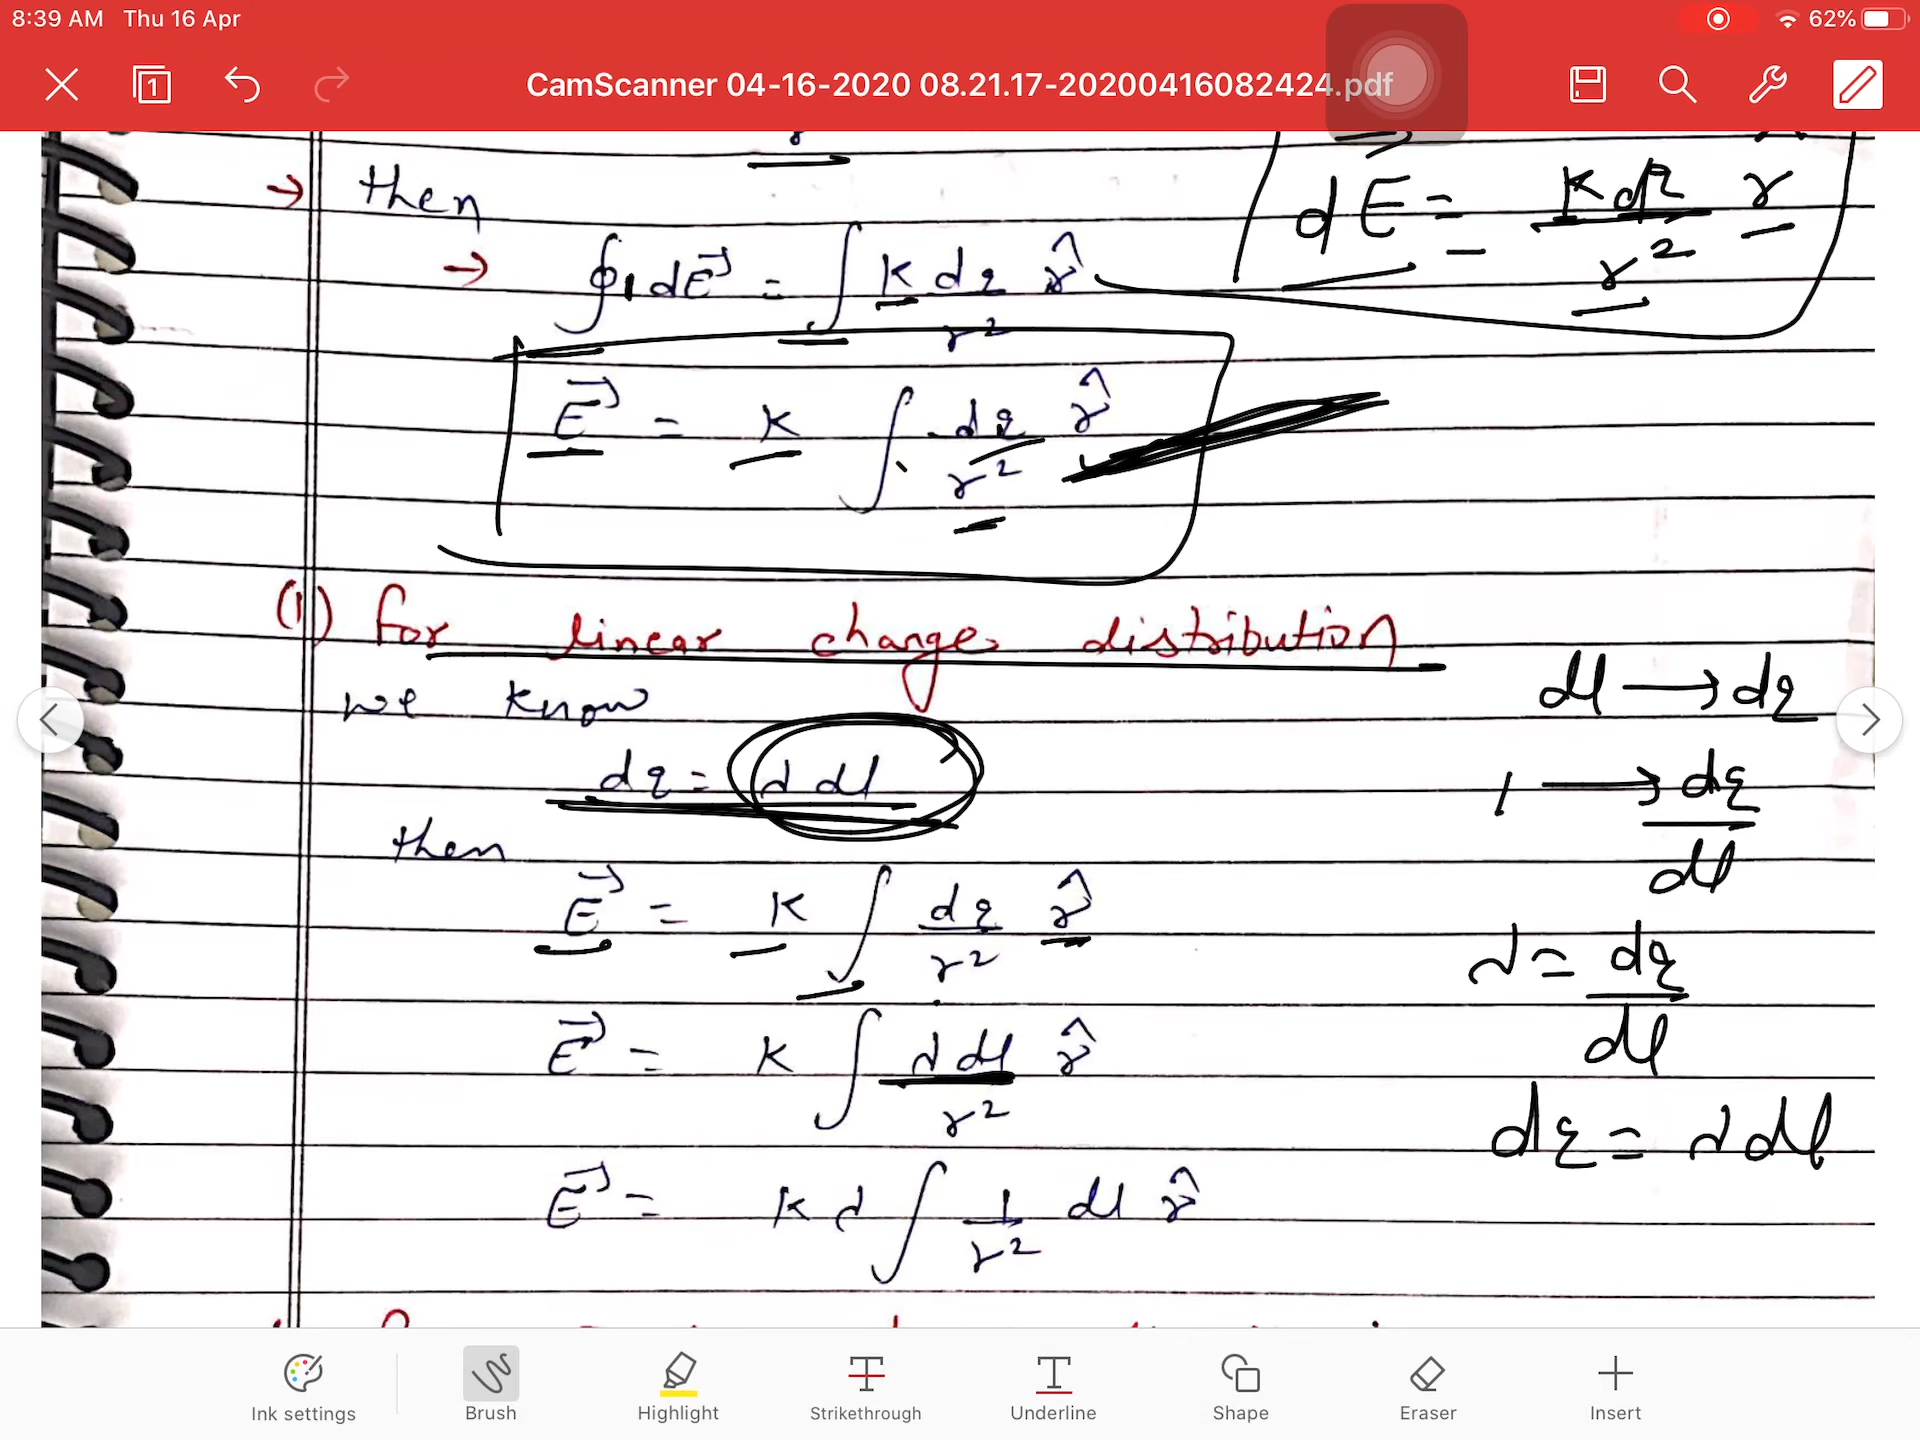 8:39 AM Thu 16 Apr
62%
1
CamScanner 04-16-2020 08.21.17-20200416082424.pdf
→ then
dE = K dq / r² r
→ ∮ 1 dE⃗ = ∫ K dq / r² r̂
E⃗ = K ∫ dq / r² r̂
(1) For linear charge distribution
we know
dl → dq
dq = λ dl
1 → dq / dl
then
E⃗ = K ∫ dq / r² r̂
λ = dq / dl
E⃗ = K ∫ λ dl / r² r̂
dq = λ dl
E⃗ = K λ ∫ 1 / r² dl r̂
Ink settings
Brush
Highlight
Strikethrough
Underline
Shape
Eraser
Insert